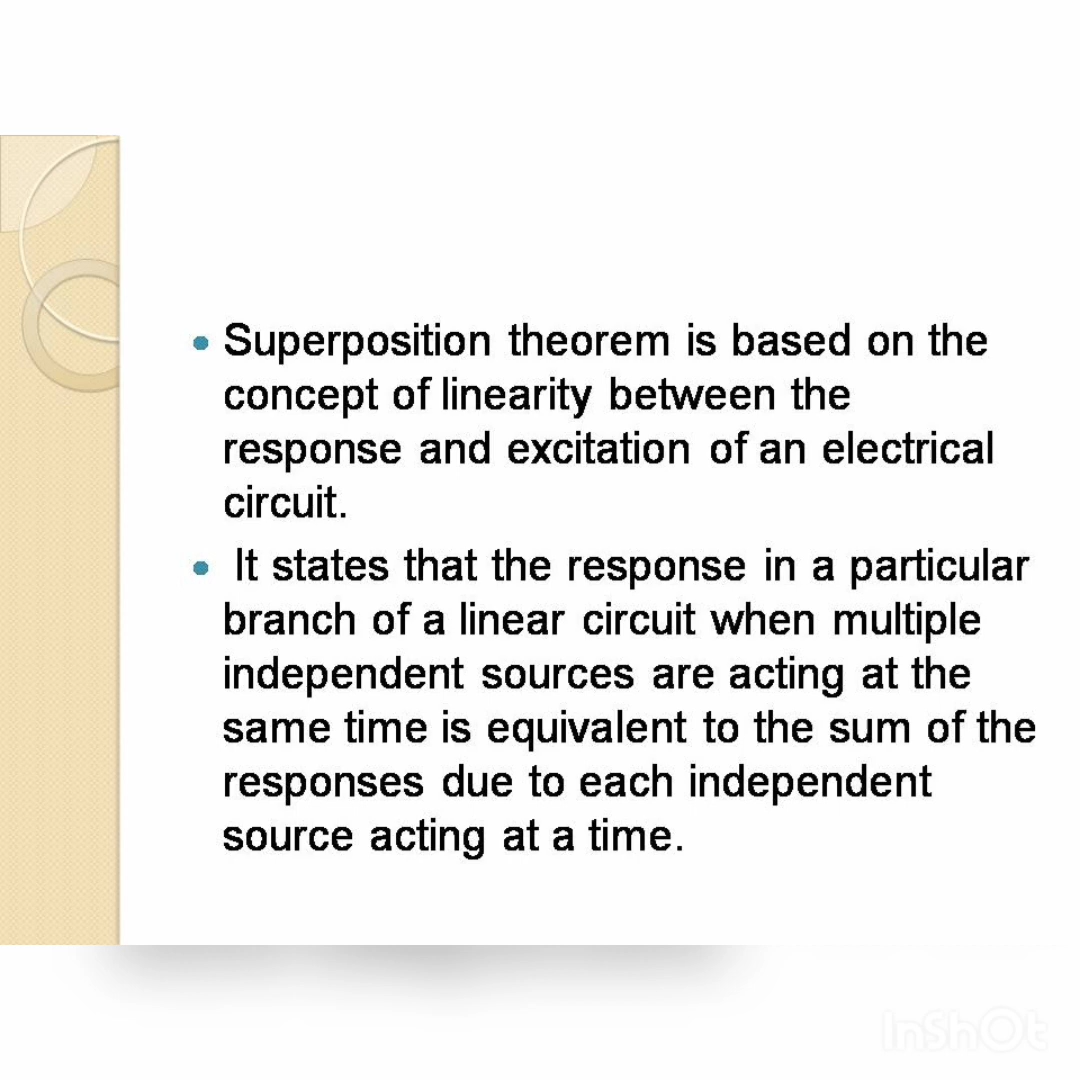 • Superposition theorem is based on the
concept of linearity between the
response and excitation of an electrical
circuit.
• It states that the response in a particular
branch of a linear circuit when multiple
independent sources are acting at the
same time is equivalent to the sum of the
responses due to each independent
source acting at a time.
InShOt